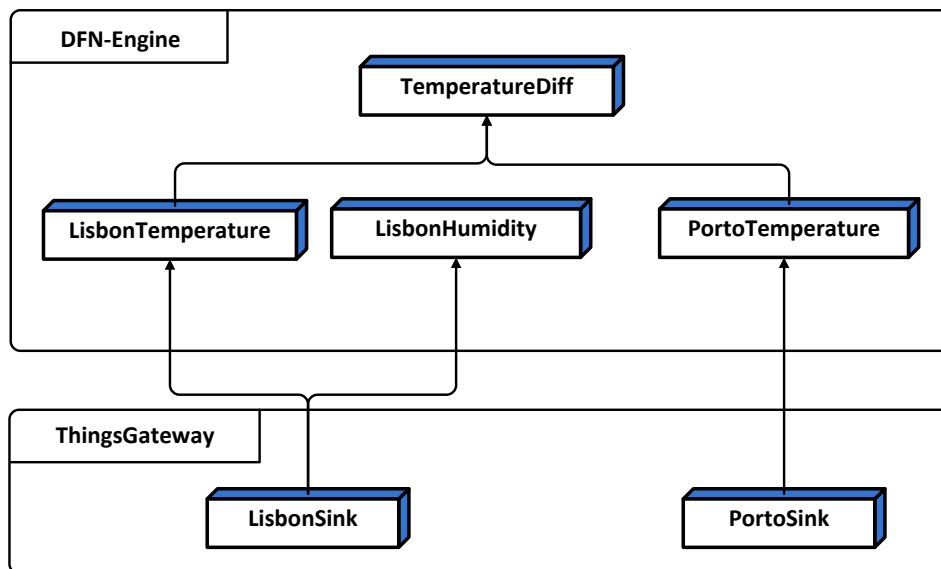 DFN-Engine
TemperatureDiff
LisbonTemperature
LisbonHumidity
PortoTemperature
ThingsGateway
LisbonSink
PortoSink